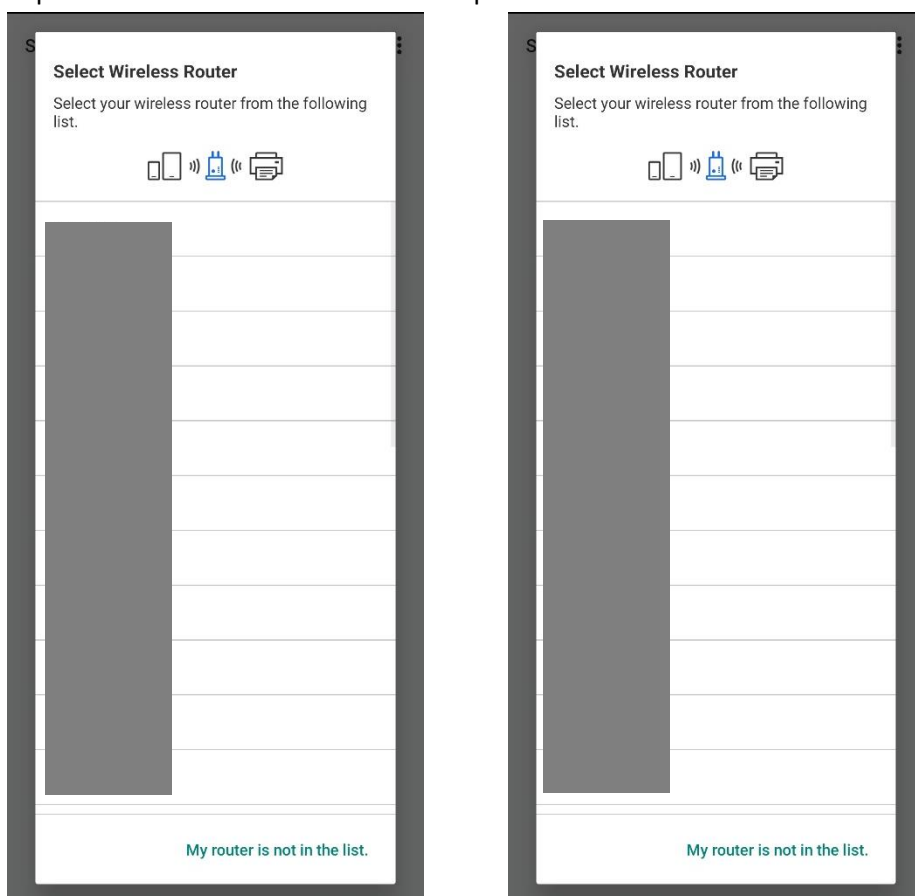 S
Select Wireless Router
Select your wireless router from the following
list.
My router is not in the list.
S
Select Wireless Router
Select your wireless router from the following
list.
My router is not in the list.